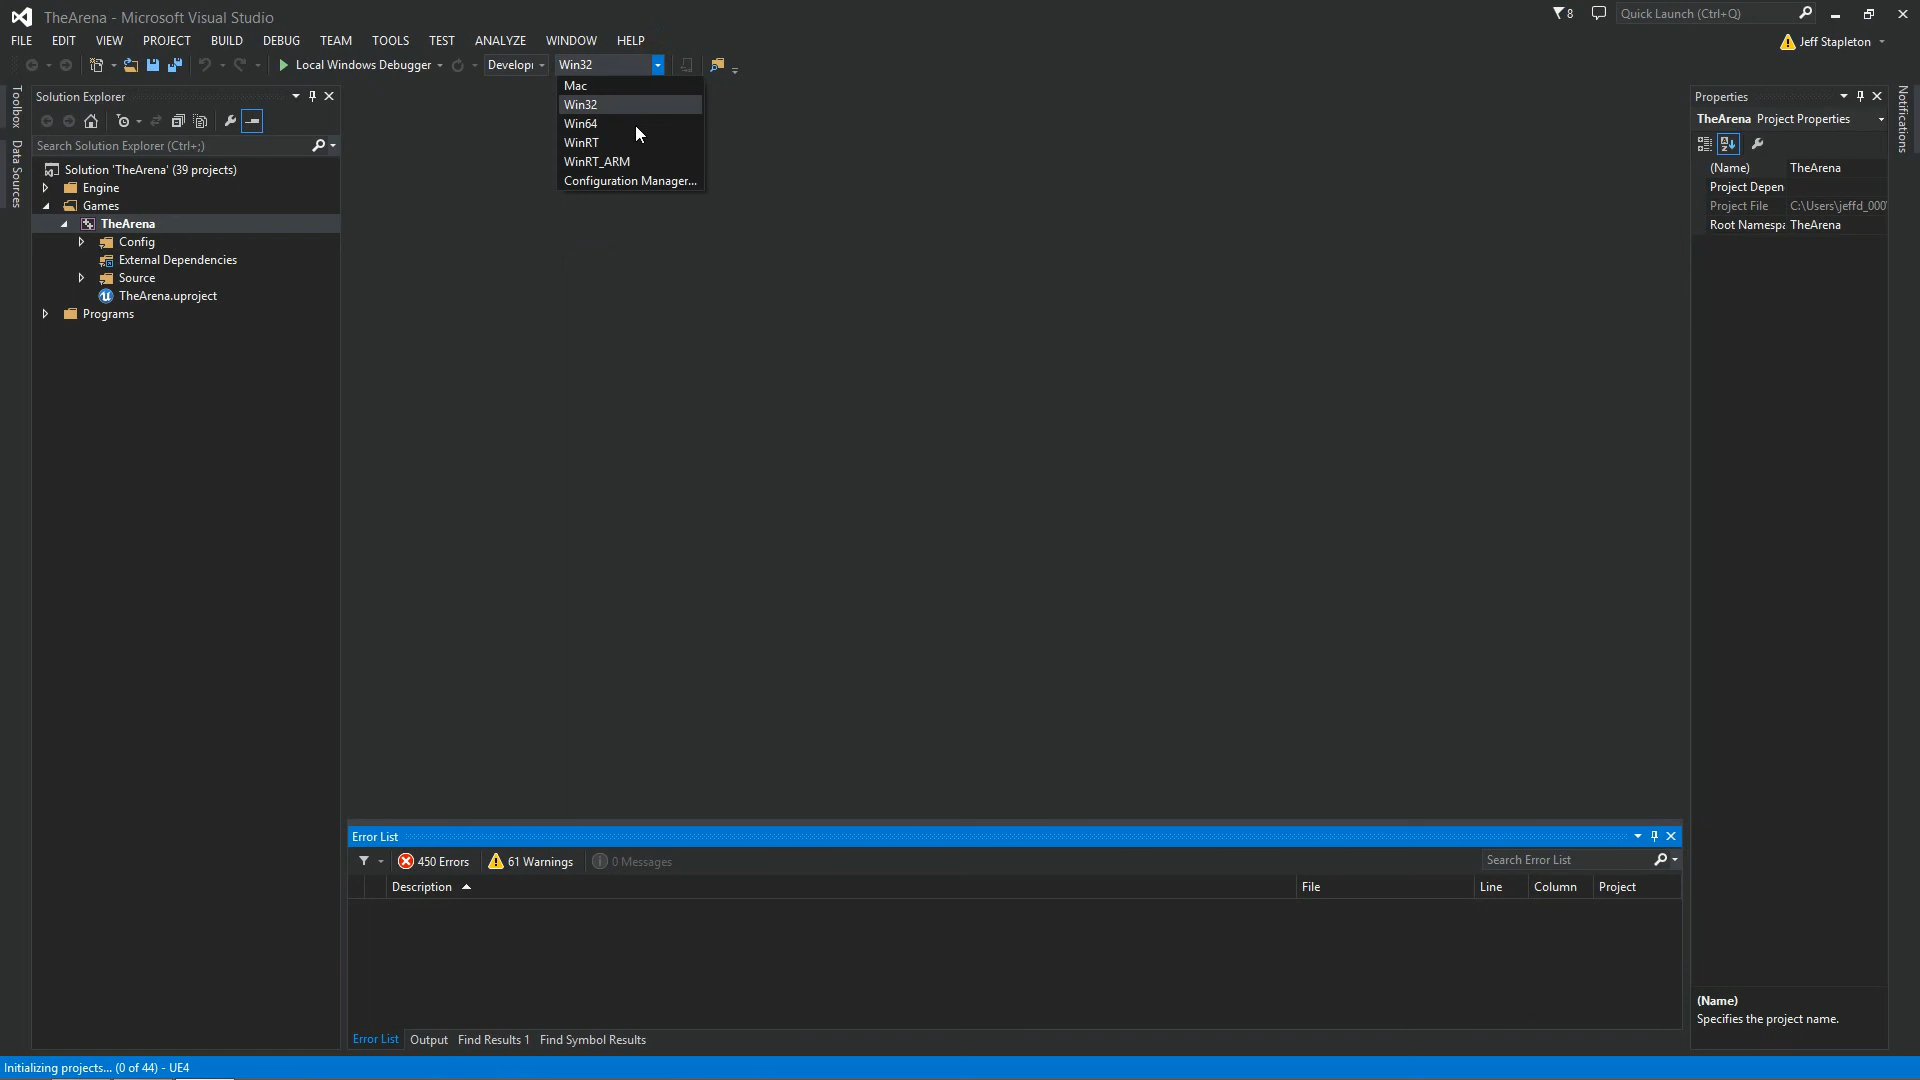 TheArena - Microsoft Visual Studio
8
Quick Launch (Ctrl+Q)
FILE EDIT VIEW PROJECT BUILD DEBUG TEAM TOOLS TEST ANALYZE WINDOW HELP
Jeff Stapleton
Local Windows Debugger
Develop
Win32
Mac
Win32
Win64
WinRT
WinRT_ARM
Configuration Manager...
Toolbox
Data Sources
Solution Explorer
Search Solution Explorer (Ctrl+;)
Solution 'TheArena' (39 projects)
Engine
Games
TheArena
Config
External Dependencies
Source
TheArena.uproject
Programs
Properties
TheArena Project Properties
(Name) TheArena
Project Depen
Project File C:\Users\jeffd_000\
Root Namespa TheArena
(Name)
Specifies the project name.
Notifications
Error List
450 Errors
61 Warnings
0 Messages
Search Error List
Description File Line Column Project
Error List Output Find Results 1 Find Symbol Results
Initializing projects... (0 of 44) - UE4